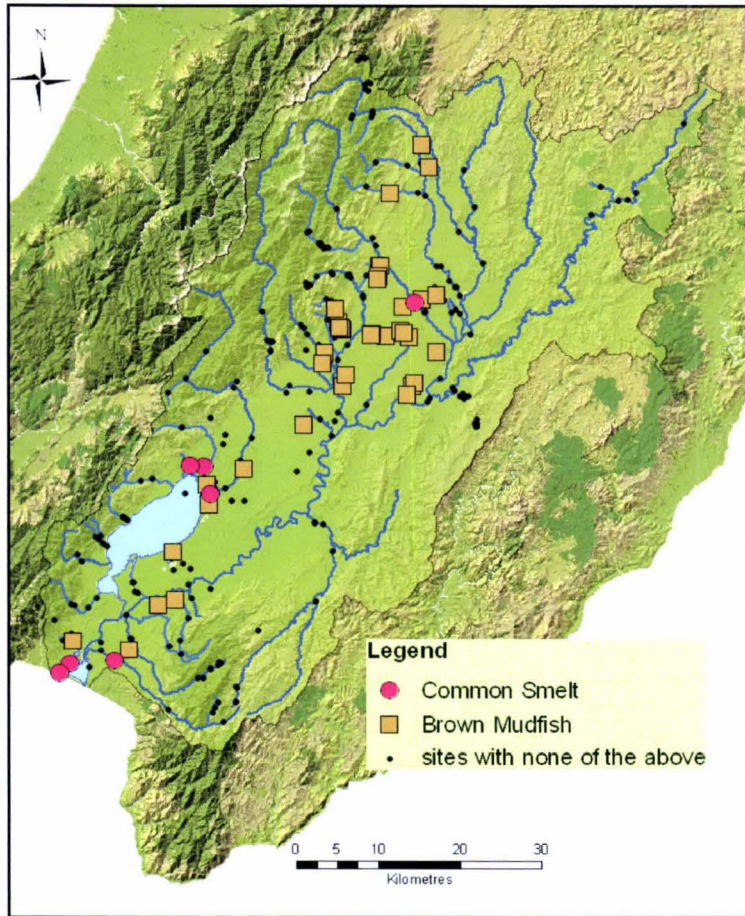 N
Legend
Common Smelt
Brown Mudfish
sites with none of the above
0 5 10 20 30
Kilometres